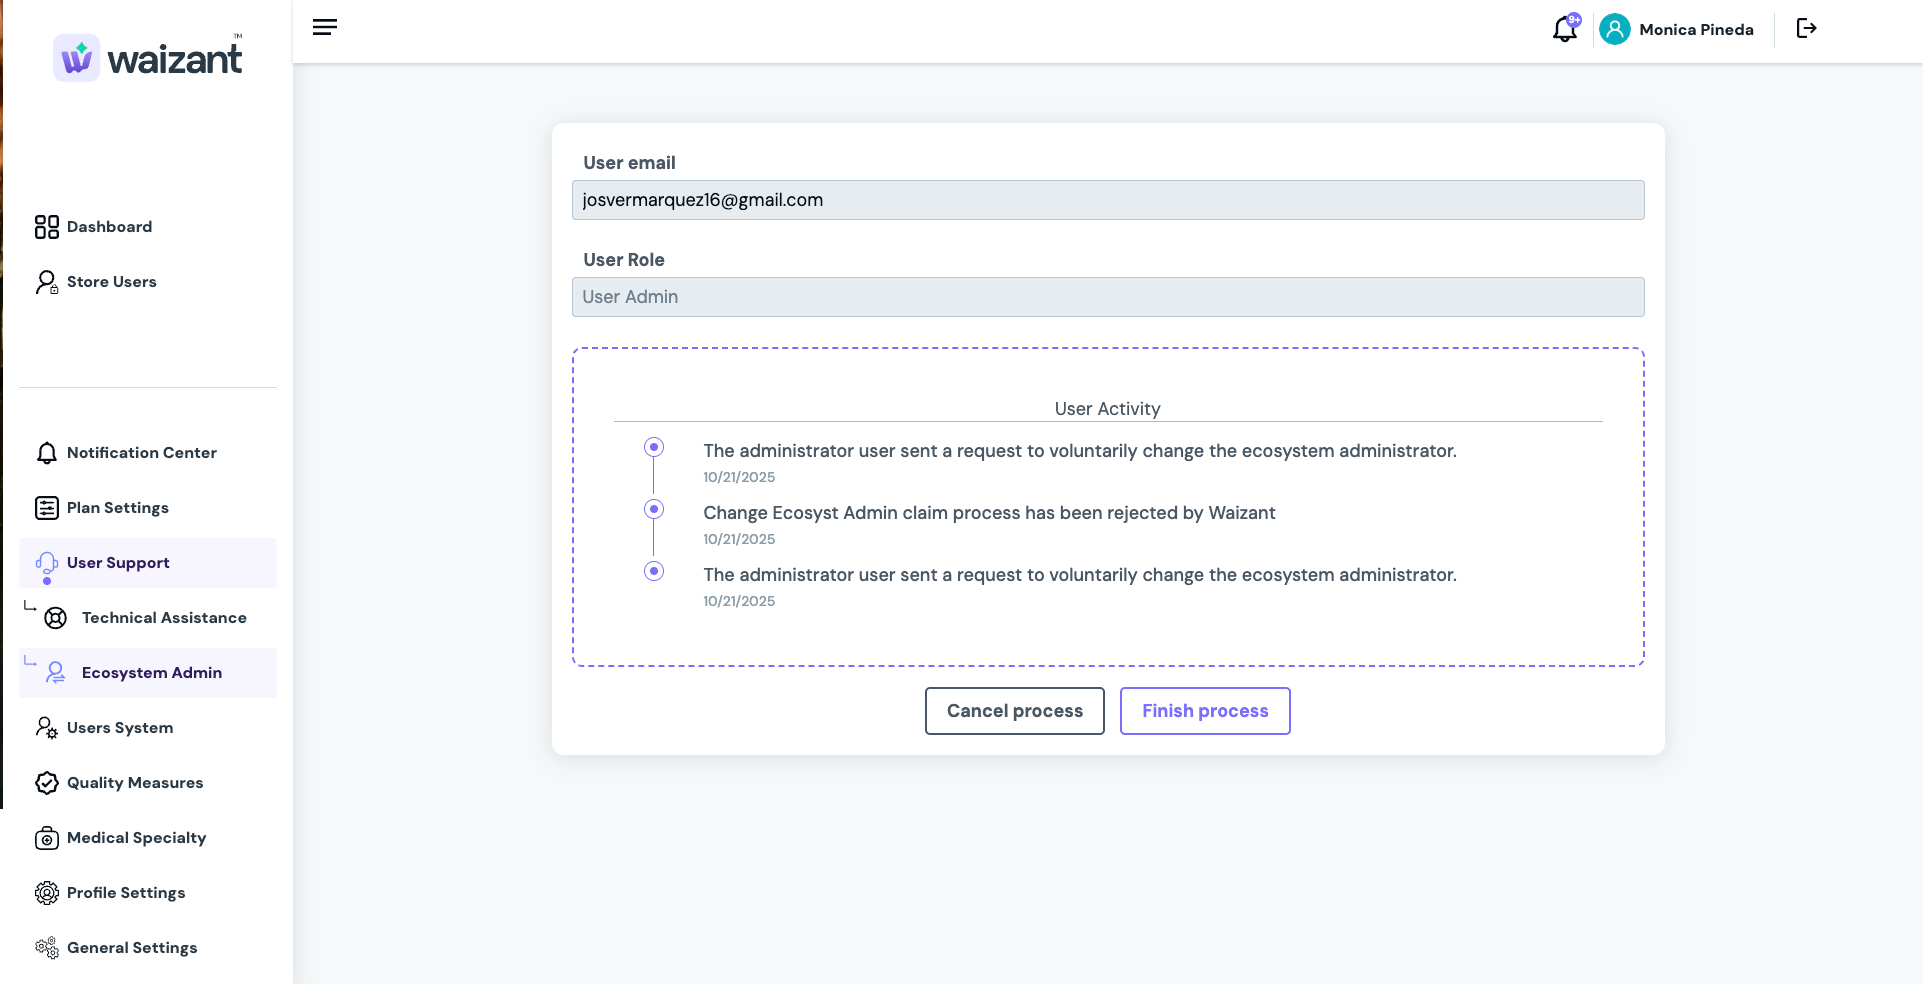 waizant™
Dashboard
Store Users
Notification Center
Plan Settings
User Support
Technical Assistance
Ecosystem Admin
Users System
Quality Measures
Medical Specialty
Profile Settings
General Settings
9+
Monica Pineda
User email
josvermarquez16@gmail.com
User Role
User Admin
User Activity
The administrator user sent a request to voluntarily change the ecosystem administrator.
10/21/2025
Change Ecosyst Admin claim process has been rejected by Waizant
10/21/2025
The administrator user sent a request to voluntarily change the ecosystem administrator.
10/21/2025
Cancel process
Finish process